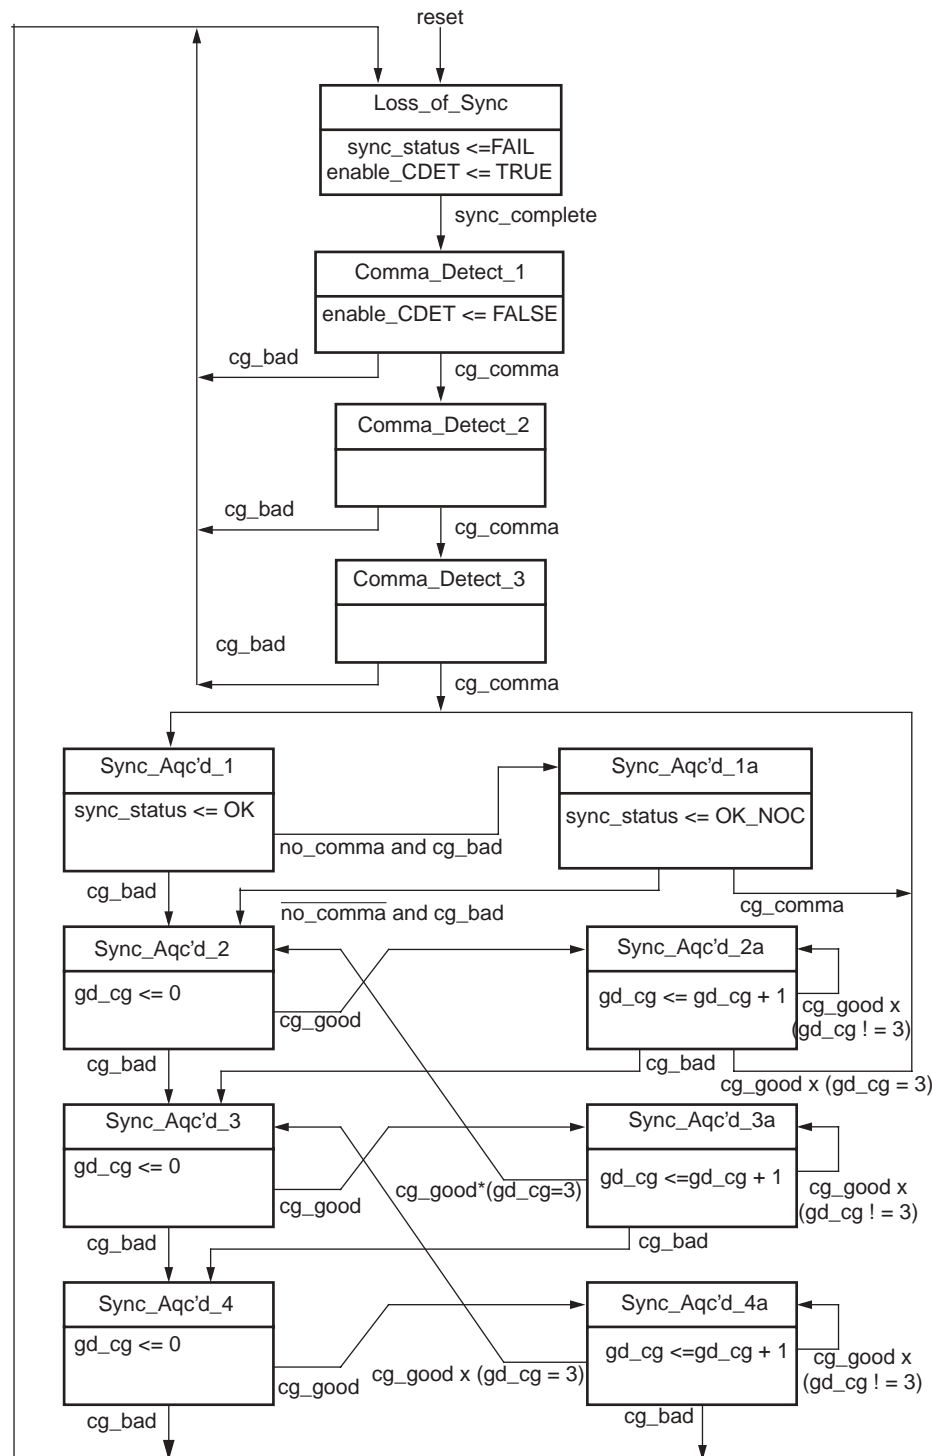 reset
Loss_of_Sync
sync_status <=FAIL
enable_CDET <= TRUE
sync_complete
Comma_Detect_1
enable_CDET <= FALSE
cg_bad
cg_comma
Comma_Detect_2
cg_bad
cg_comma
Comma_Detect_3
cg_bad
cg_comma
Sync_Aqc'd_1
sync_status <= OK
Sync_Aqc'd_1a
sync_status <= OK_NOC
no_comma and cg_bad
cg_bad
no_comma and cg_bad
cg_comma
Sync_Aqc'd_2
gd_cg <= 0
cg_good
Sync_Aqc'd_2a
gd_cg <= gd_cg + 1
cg_good x
(gd_cg ! = 3)
cg_bad
cg_bad
cg_good x (gd_cg = 3)
Sync_Aqc'd_3
gd_cg <= 0
cg_good
Sync_Aqc'd_3a
gd_cg <=gd_cg + 1
cg_good*(gd_cg=3)
cg_good x
(gd_cg ! = 3)
cg_bad
cg_bad
Sync_Aqc'd_4
gd_cg <= 0
cg_good
Sync_Aqc'd_4a
gd_cg <=gd_cg + 1
cg_good x (gd_cg = 3)
cg_good x
(gd_cg ! = 3)
cg_bad
cg_bad